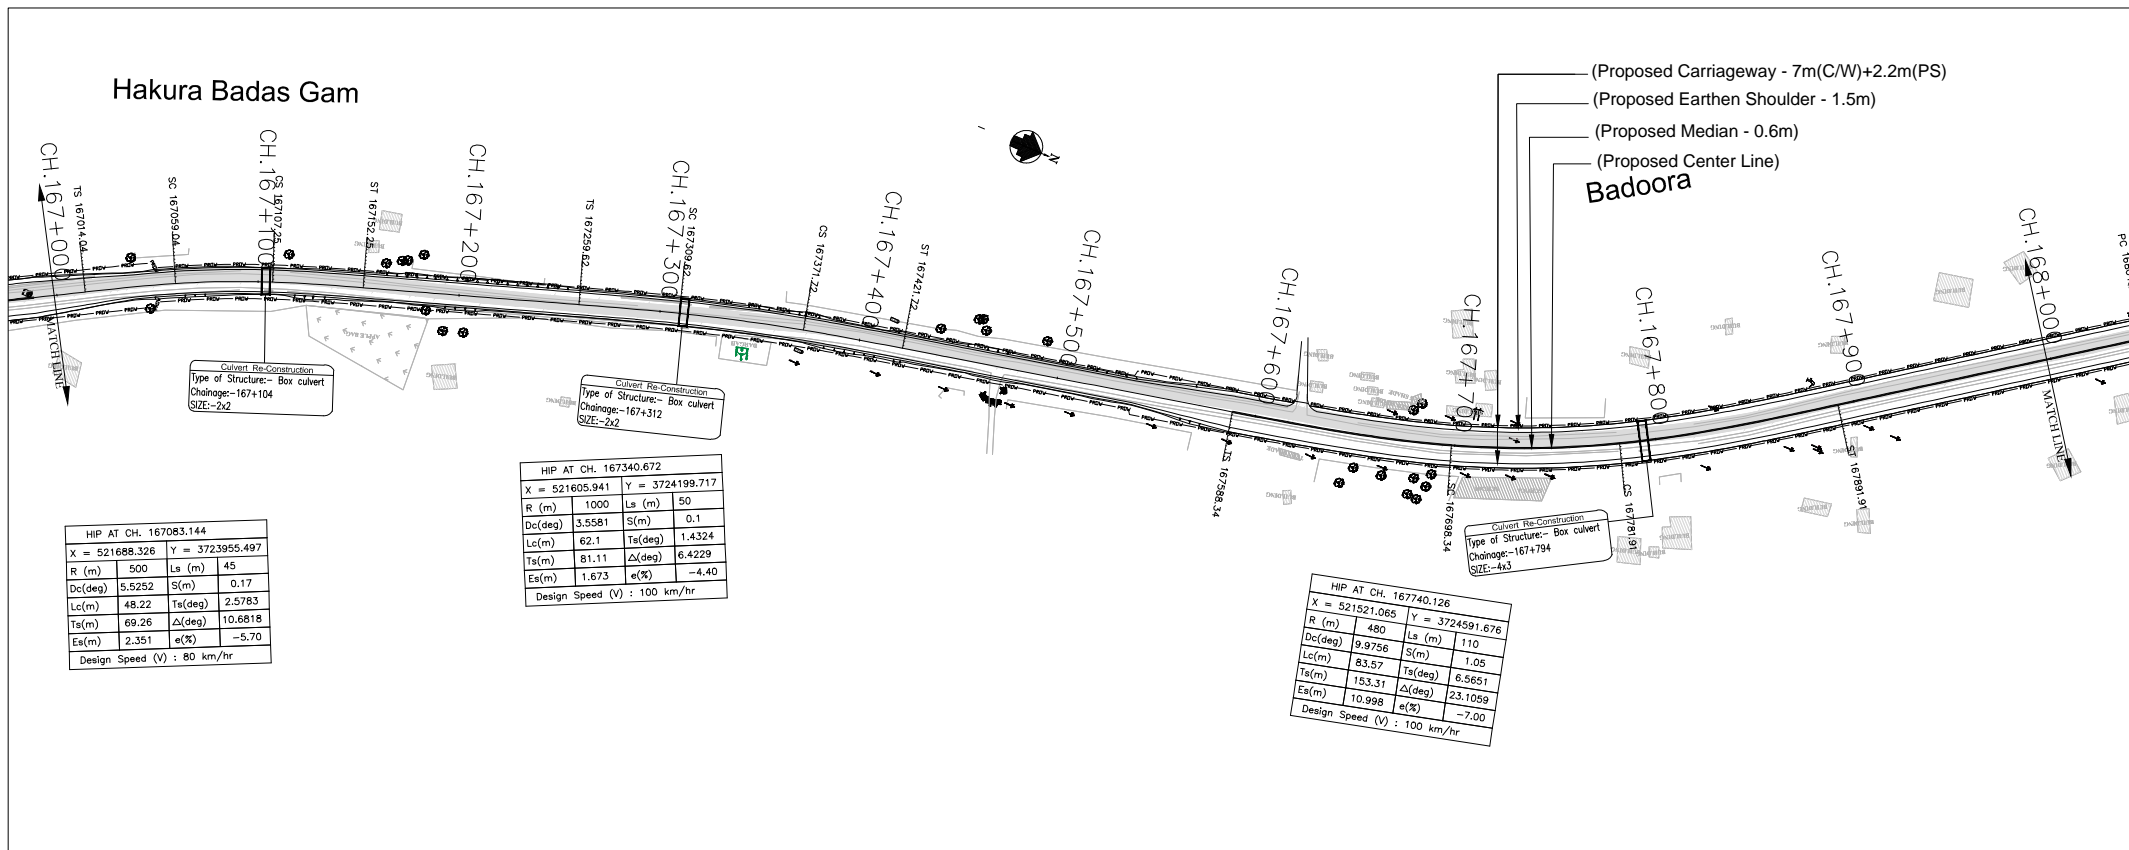 Hakura Badas Gam
(Proposed Carriageway - 7m(C/W)+2.2m(PS)
(Proposed Earthen Shoulder - 1.5m)
(Proposed Median - 0.6m)
(Proposed Center Line)
Badoora
N
CH.167+000
TS 167014.04
SC 167059.04
CH.167+100
CS 167107.25
ST 167152.25
CH.167+200
TS 167259.62
CH.167+300
SC 167309.62
CS 167371.72
CH.167+400
ST 167421.72
CH.167+500
CH.167+600
CH.167+700
CH.167+800
CH.167+900
CH.168+000
MATCH LINE
MATCH LINE
TS 167588.34
SC 167698.34
CS 167781.91
ST 167891.91
APPLE BAGH
Culvert Re-Construction
Type of Structure:- Box culvert
Chainage:-167+104
SIZE:-2x2
Culvert Re-Construction
Type of Structure:- Box culvert
Chainage:-167+312
SIZE:-2x2
Culvert Re-Construction
Type of Structure:- Box culvert
Chainage:-167+794
SIZE:-4x3
HIP AT CH. 167083.144
X = 521688.326 Y = 3723955.497
R (m) 500 Ls (m) 45
Dc(deg) 5.5252 S(m) 0.17
Lc(m) 48.22 Ts(deg) 2.5783
Ts(m) 69.26 △(deg) 10.6818
Es(m) 2.351 e(%) -5.70
Design Speed (V) : 80 km/hr
HIP AT CH. 167340.672
X = 521605.941 Y = 3724199.717
R (m) 1000 Ls (m) 50
Dc(deg) 3.5581 S(m) 0.1
Lc(m) 62.1 Ts(deg) 1.4324
Ts(m) 81.11 △(deg) 6.4229
Es(m) 1.673 e(%) -4.40
Design Speed (V) : 100 km/hr
HIP AT CH. 167740.126
X = 521521.065 Y = 3724591.676
R (m) 480 Ls (m) 110
Dc(deg) 9.9756 S(m) 1.05
Lc(m) 83.57 Ts(deg) 6.5651
Ts(m) 153.31 △(deg) 23.1059
Es(m) 10.998 e(%) -7.00
Design Speed (V) : 100 km/hr